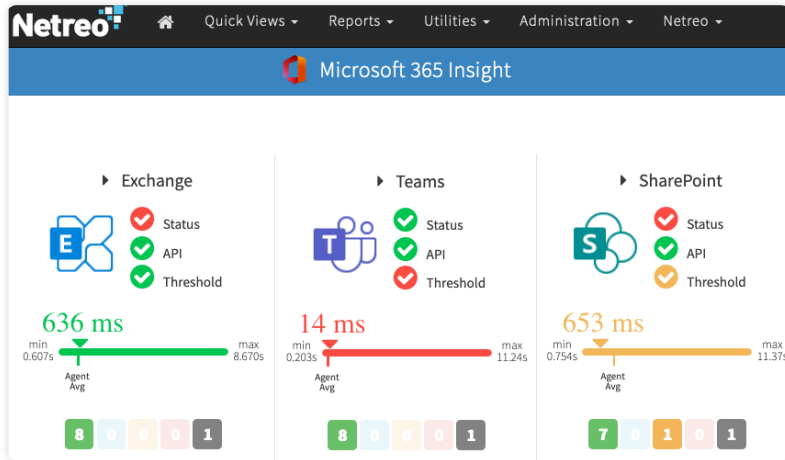 Netreo Quick Views Reports Utilities Administration Netreo
Microsoft 365 Insight
Exchange
E
Status
API
Threshold
636 ms
min
0.607s
max
8.670s
Agent
Avg
8 0 0 0 1
Teams
T
Status
API
Threshold
14 ms
min
0.203s
max
11.24s
Agent
Avg
8 0 0 0 1
SharePoint
S
Status
API
Threshold
653 ms
min
0.754s
max
11.37s
Agent
Avg
7 0 1 0 1